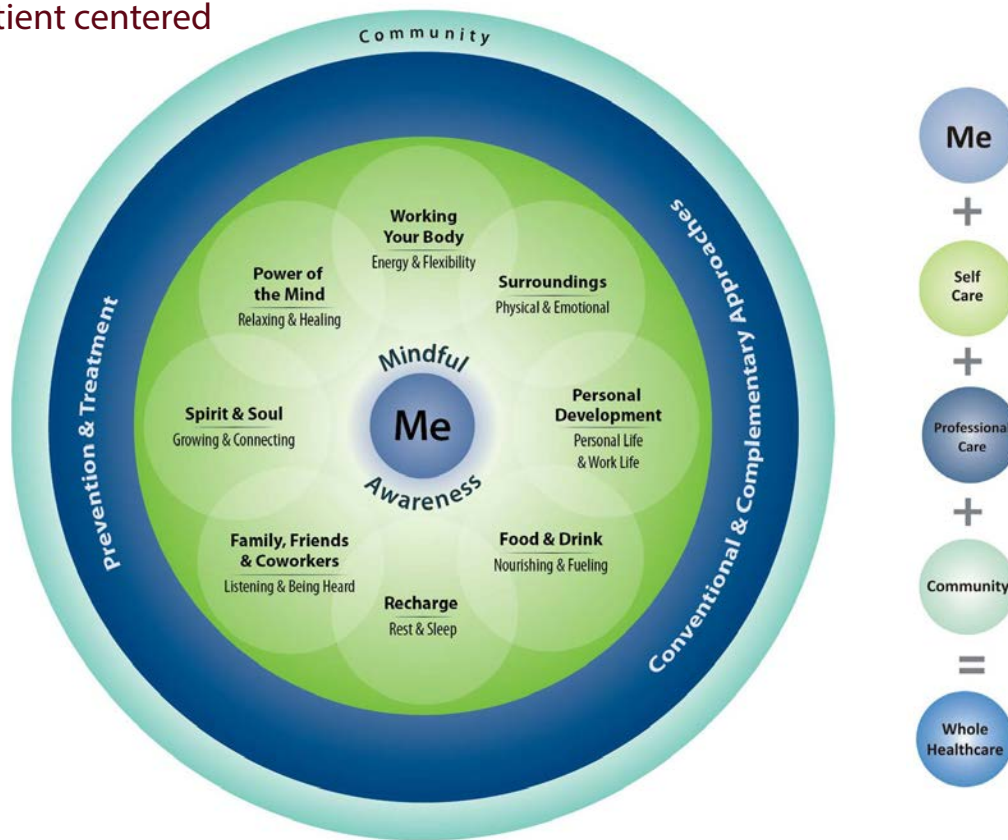 tient centered
Community
Prevention & Treatment
Conventional & Complementary Approaches
Working
Your Body
Energy & Flexibility
Surroundings
Physical & Emotional
Personal
Development
Personal Life
& Work Life
Food & Drink
Nourishing & Fueling
Recharge
Rest & Sleep
Family, Friends
& Coworkers
Listening & Being Heard
Spirit & Soul
Growing & Connecting
Power of
the Mind
Relaxing & Healing
Mindful
Me
Awareness
Me
+
Self
Care
+
Professional
Care
+
Community
=
Whole
Healthcare